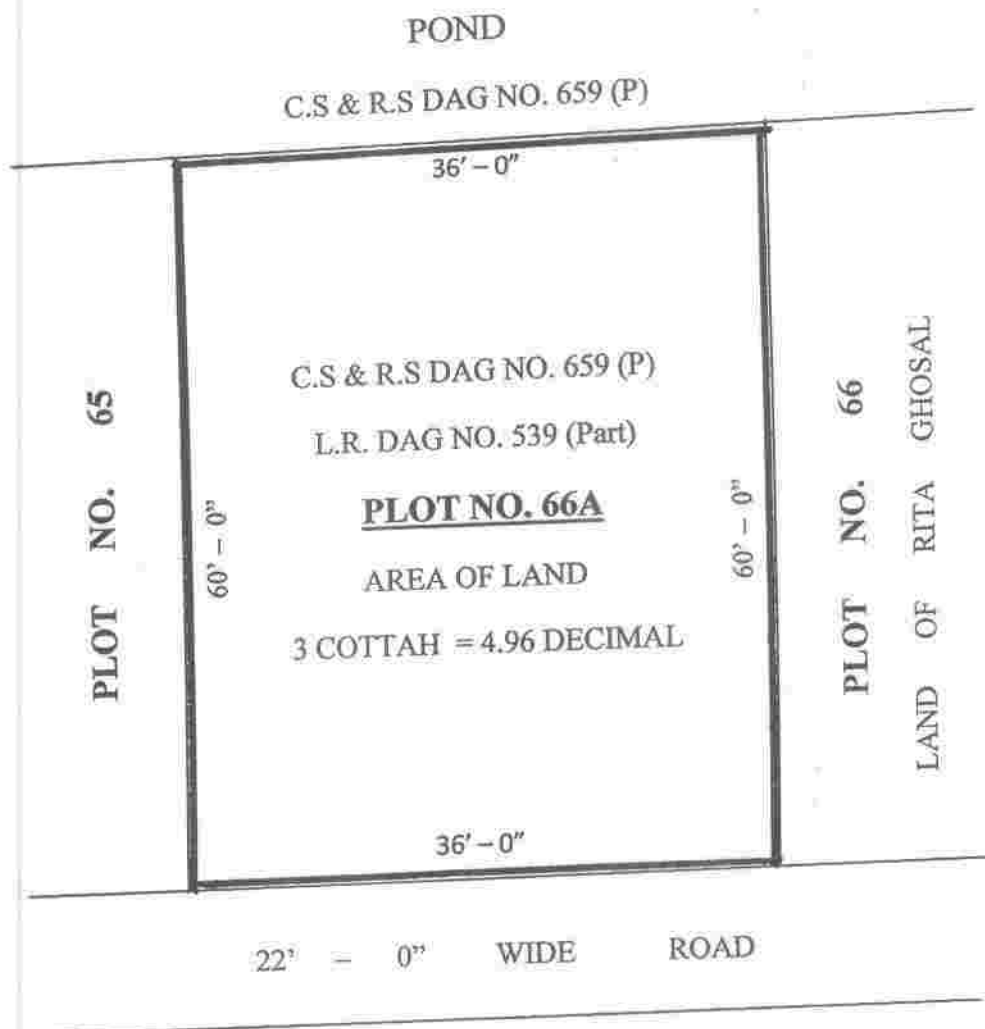 POND
C.S & R.S DAG NO. 659 (P)
36' – 0"
C.S & R.S DAG NO. 659 (P)
L.R. DAG NO. 539 (Part)
PLOT NO. 66A
AREA OF LAND
3 COTTAH = 4.96 DECIMAL
60' – 0"
60' – 0"
PLOT NO. 65
PLOT NO. 66
LAND OF RITA GHOSAL
36' – 0"
22' – 0" WIDE ROAD